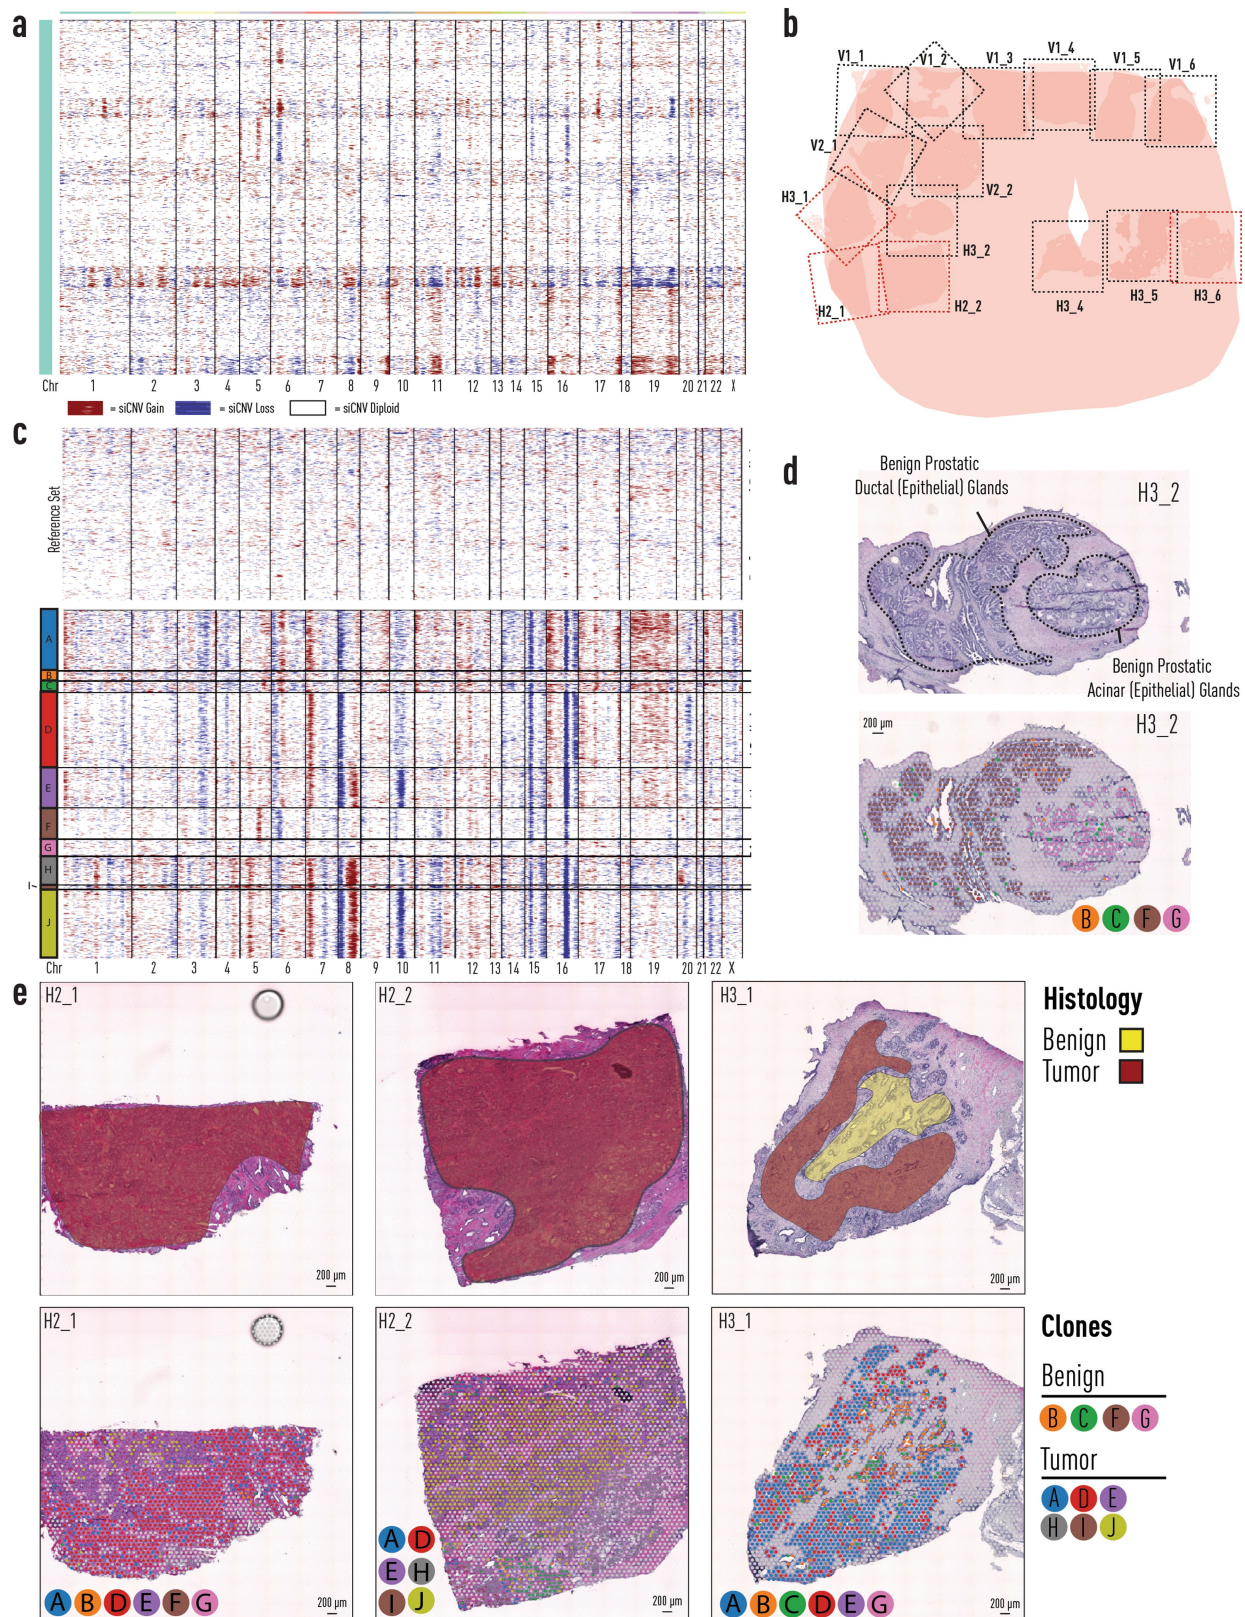 a
Chr 1 2 3 4 5 6 7 8 9 10 11 12 13 14 15 16 17 18 19 20 21 22 X
= siCNV Gain = siCNV Loss = siCNV Diploid
b
V1_1 V1_2 V1_3 V1_4 V1_5 V1_6
V2_1
V2_2
H3_1
H3_2
H2_1 H2_2
H3_4 H3_5 H3_6
c
Reference Set
A
B
C
D
E
F
G
H
I
J
Chr 1 2 3 4 5 6 7 8 9 10 11 12 13 14 15 16 17 18 19 20 21 22 X
d
Benign Prostatic
Ductal (Epithelial) Glands
H3_2
Benign Prostatic
Acinar (Epithelial) Glands
200 µm
H3_2
B C F G
e
H2_1
200 µm
H2_2
200 µm
H3_1
200 µm
Histology
Benign
Tumor
H2_1
A B D E F G
200 µm
H2_2
A D
E H
I J
200 µm
H3_1
A B C D E G
200 µm
Clones
Benign
B C F G
Tumor
A D E
H I J